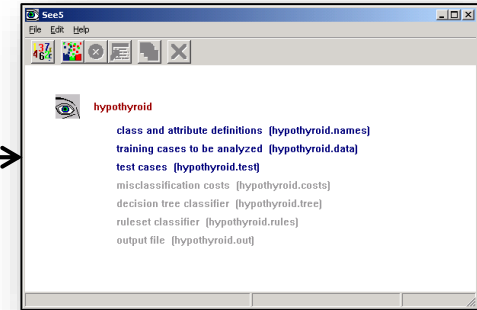 See5
File Edit Help
hypothyroid
class and attribute definitions (hypothyroid.names)
training cases to be analyzed (hypothyroid.data)
test cases (hypothyroid.test)
misclassification costs (hypothyroid.costs)
decision tree classifier (hypothyroid.tree)
ruleset classifier (hypothyroid.rules)
output file (hypothyroid.out)